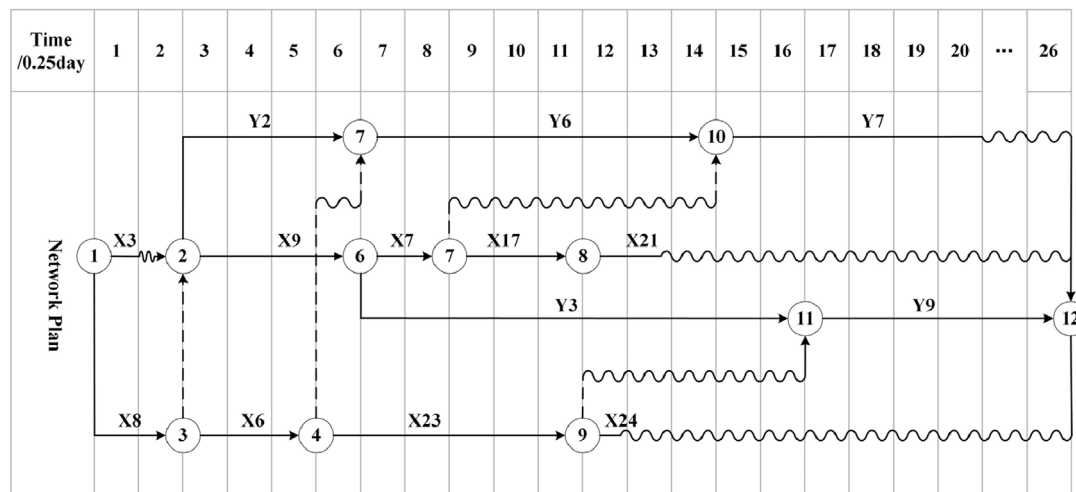 Time
/0.25day 1 2 3 4 5 6 7 8 9 10 11 12 13 14 15 16 17 18 19 20 ... 26
Y2 Y6 Y7
7 10
X3 X9 X7 X17 X21
1 2 6 7 8
Y3 Y9
11 12
X8 X6 X23 X24
3 4 9
Network Plan